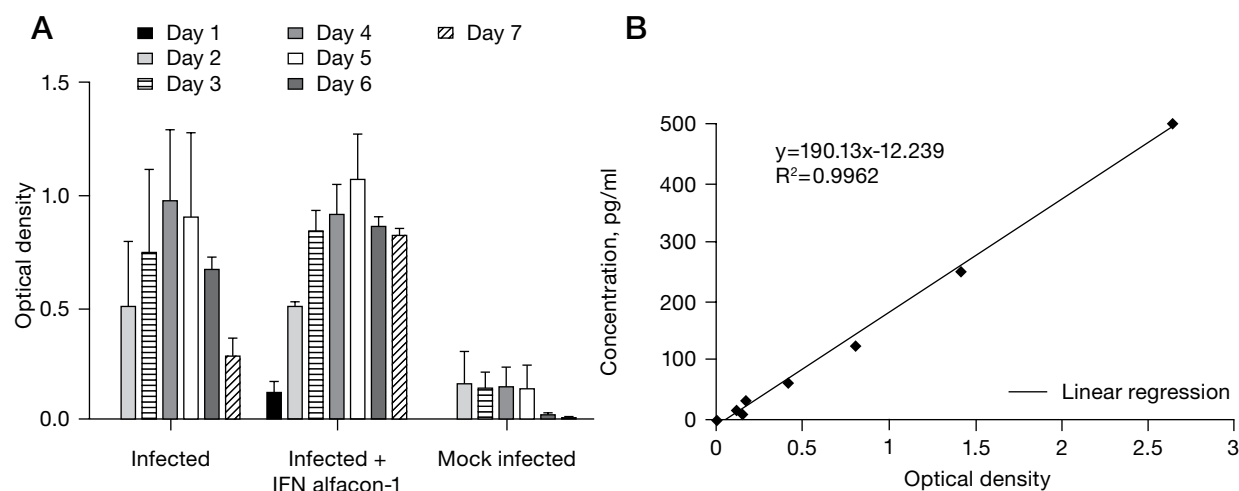 A
Day 1
Day 2
Day 3
Day 4
Day 5
Day 6
Day 7
1.5
1.0
0.5
0.0
Optical density
Infected
Infected +
IFN alfacon-1
Mock infected
B
500
400
300
200
100
0
Concentration, pg/ml
y=190.13x-12.239
R²=0.9962
Linear regression
0
0.5
1
1.5
2
2.5
3
Optical density